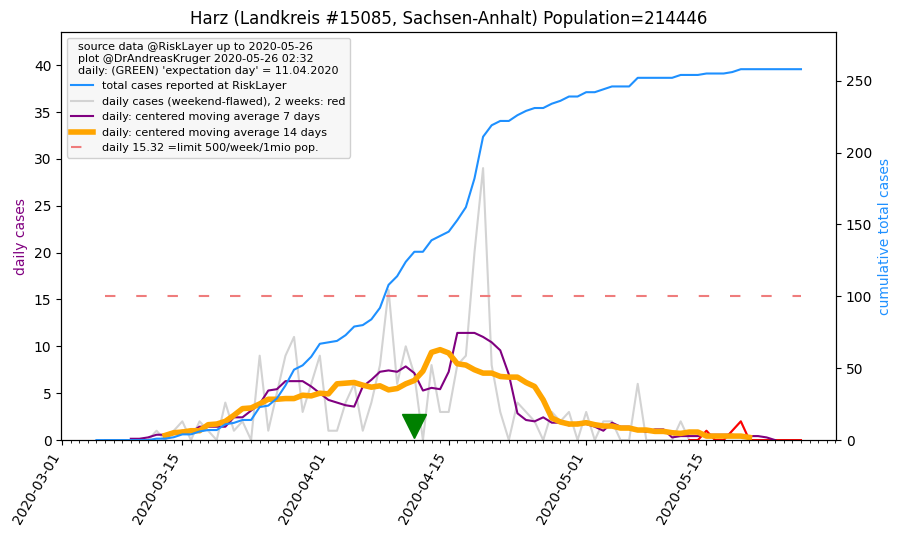 Harz (Landkreis #15085, Sachsen-Anhalt) Population=214446
source data @RiskLayer up to 2020-05-26
plot @DrAndreasKruger 2020-05-26 02:32
daily: (GREEN) 'expectation day' = 11.04.2020
total cases reported at RiskLayer
daily cases (weekend-flawed), 2 weeks: red
daily: centered moving average 7 days
daily: centered moving average 14 days
daily 15.32 =limit 500/week/1mio pop.
daily cases
40
35
30
25
20
15
10
5
0
250
200
150
100
50
0
cumulative total cases
2020-03-01
2020-03-15
2020-04-01
2020-04-15
2020-05-01
2020-05-15